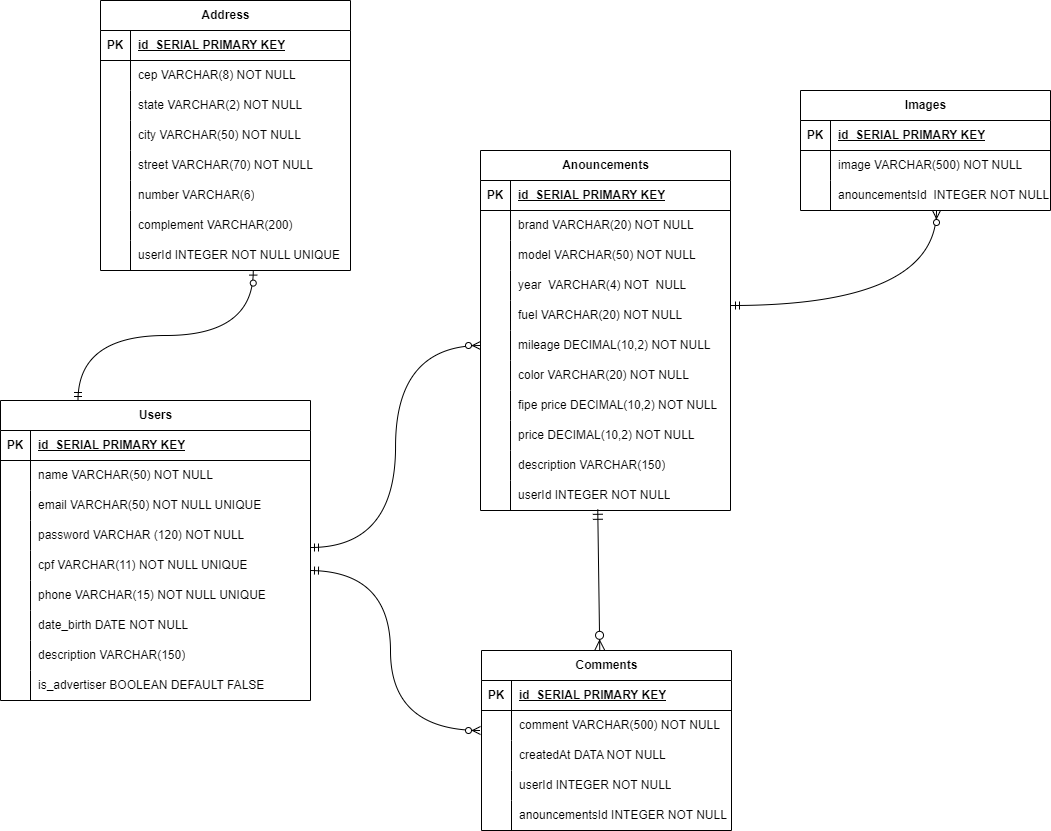 Address
PK id SERIAL PRIMARY KEY
cep VARCHAR(8) NOT NULL
state VARCHAR(2) NOT NULL
city VARCHAR(50) NOT NULL
street VARCHAR(70) NOT NULL
number VARCHAR(6)
complement VARCHAR(200)
userId INTEGER NOT NULL UNIQUE
Users
PK id SERIAL PRIMARY KEY
name VARCHAR(50) NOT NULL
email VARCHAR(50) NOT NULL UNIQUE
password VARCHAR (120) NOT NULL
cpf VARCHAR(11) NOT NULL UNIQUE
phone VARCHAR(15) NOT NULL UNIQUE
date_birth DATE NOT NULL
description VARCHAR(150)
is_advertiser BOOLEAN DEFAULT FALSE
Anouncements
PK id SERIAL PRIMARY KEY
brand VARCHAR(20) NOT NULL
model VARCHAR(50) NOT NULL
year VARCHAR(4) NOT NULL
fuel VARCHAR(20) NOT NULL
mileage DECIMAL(10,2) NOT NULL
color VARCHAR(20) NOT NULL
fipe price DECIMAL(10,2) NOT NULL
price DECIMAL(10,2) NOT NULL
description VARCHAR(150)
userId INTEGER NOT NULL
Images
PK id SERIAL PRIMARY KEY
image VARCHAR(500) NOT NULL
anouncementsId INTEGER NOT NULL
Comments
PK id SERIAL PRIMARY KEY
comment VARCHAR(500) NOT NULL
createdAt DATA NOT NULL
userId INTEGER NOT NULL
anouncementsId INTEGER NOT NULL